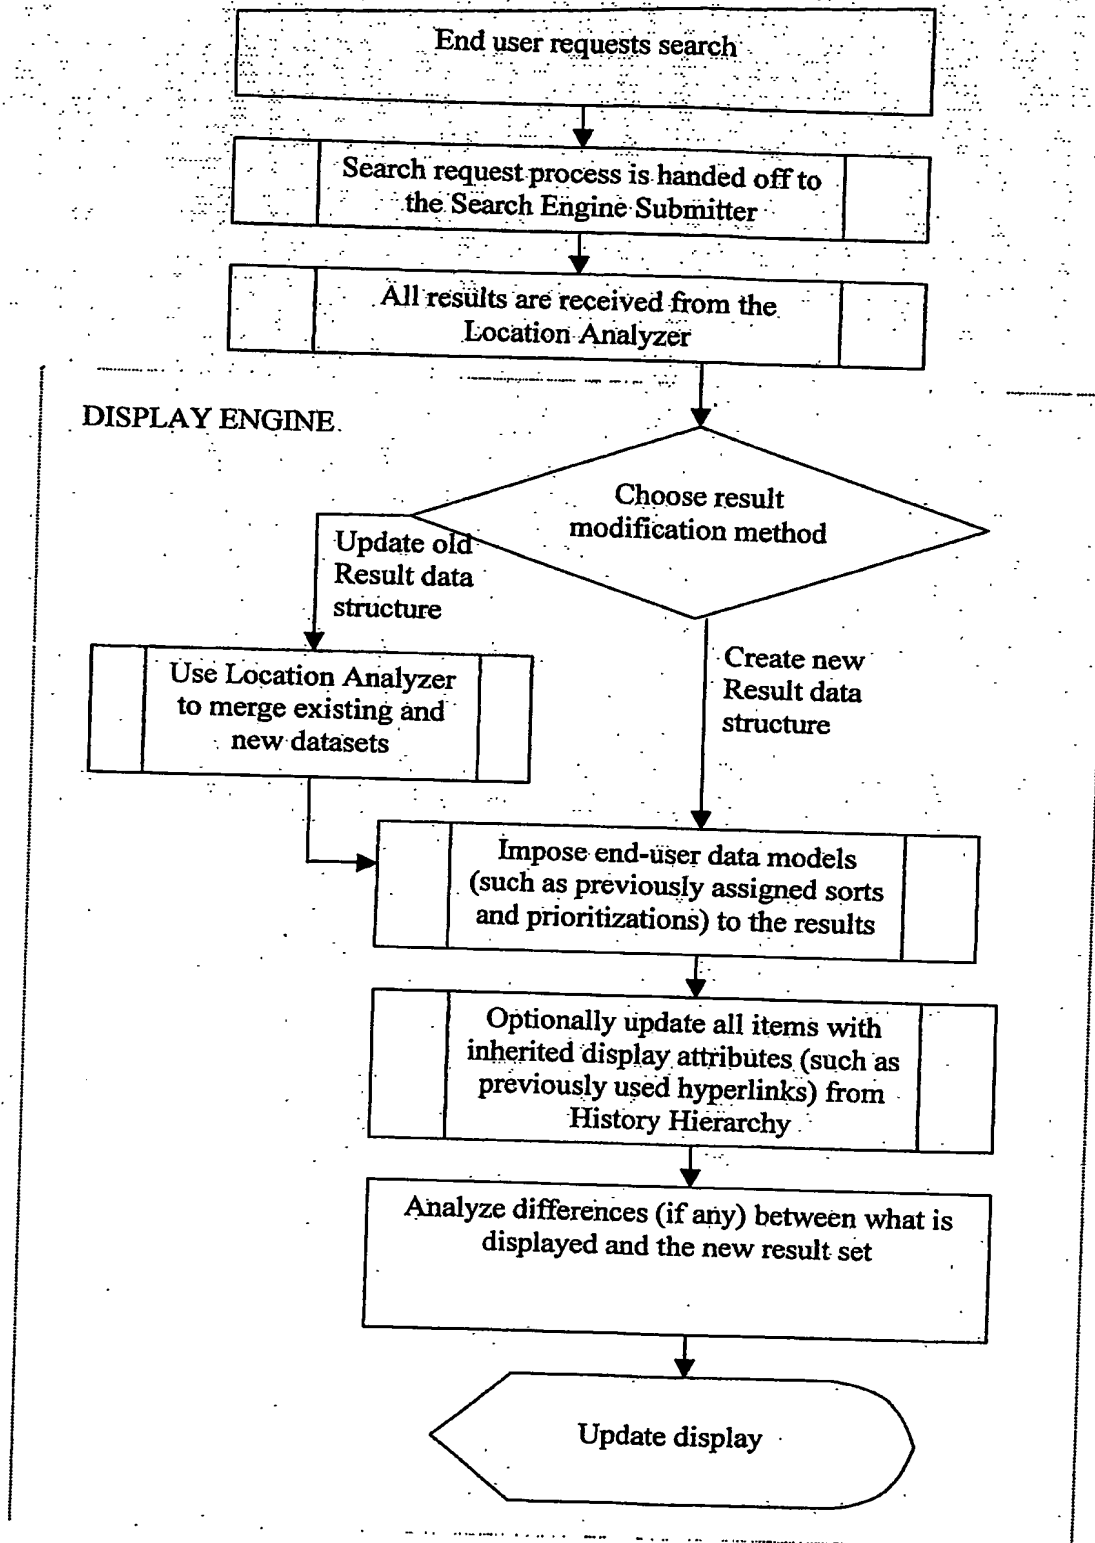 End user requests search
Search request process is handed off to
the Search Engine Submitter
All results are received from the
Location Analyzer
DISPLAY ENGINE
Choose result
modification method
Update old
Result data
structure
Create new
Result data
structure
Use Location Analyzer
to merge existing and
new datasets
Impose end-user data models
(such as previously assigned sorts
and prioritizations) to the results
Optionally update all items with
inherited display attributes (such as
previously used hyperlinks) from
History Hierarchy
Analyze differences (if any) between what is
displayed and the new result set
Update display